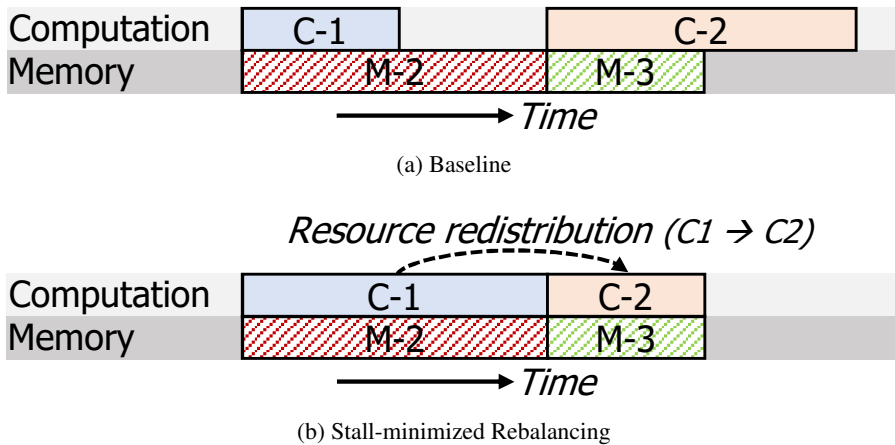 Computation C-1 C-2
Memory M-2 M-3
Time
(a) Baseline
Resource redistribution (C1 → C2)
Computation C-1 C-2
Memory M-2 M-3
Time
(b) Stall-minimized Rebalancing